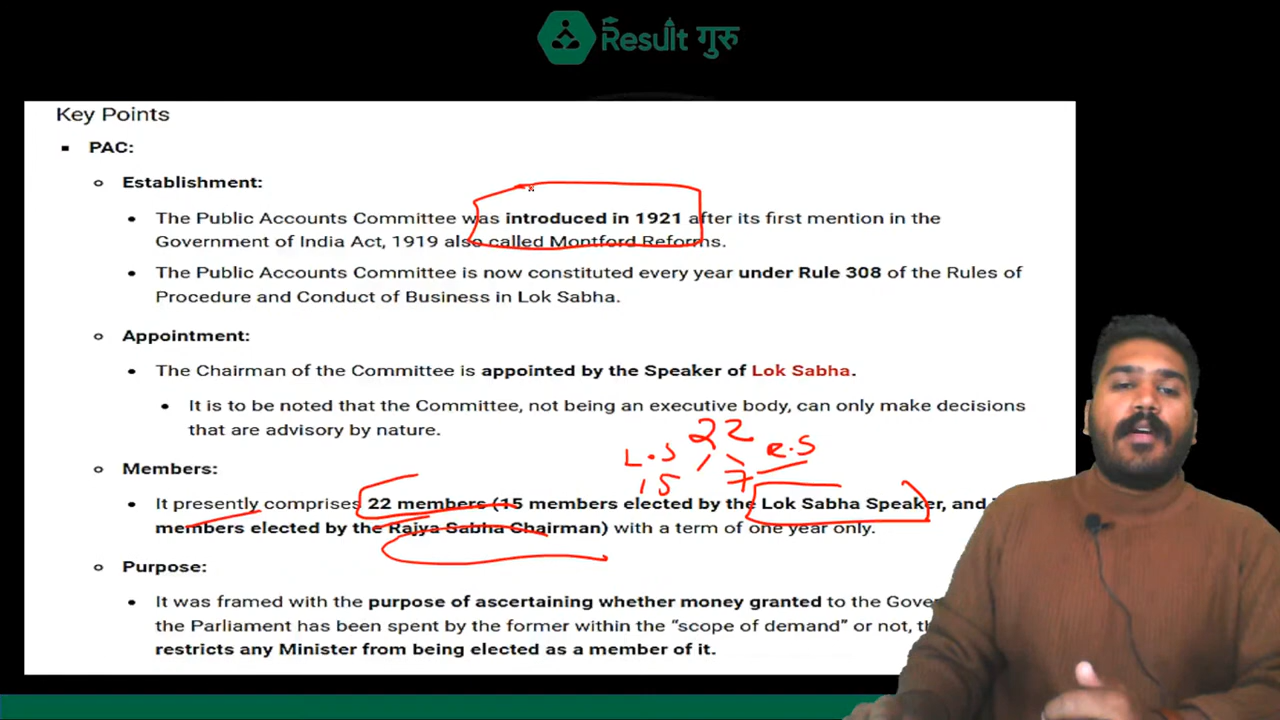 Result गुरु
Key Points
PAC:
Establishment:
The Public Accounts Committee was introduced in 1921 after its first mention in the
Government of India Act, 1919 also called Montford Reforms.
The Public Accounts Committee is now constituted every year under Rule 308 of the Rules of
Procedure and Conduct of Business in Lok Sabha.
Appointment:
The Chairman of the Committee is appointed by the Speaker of Lok Sabha.
It is to be noted that the Committee, not being an executive body, can only make decisions
that are advisory by nature.
22
L.S R.S
15 7
Members:
It presently comprises 22 members (15 members elected by the Lok Sabha Speaker, and
members elected by the Rajya Sabha Chairman) with a term of one year only.
Purpose:
It was framed with the purpose of ascertaining whether money granted to the
the Parliament has been spent by the former within the “scope of demand” or not,
restricts any Minister from being elected as a member of it.